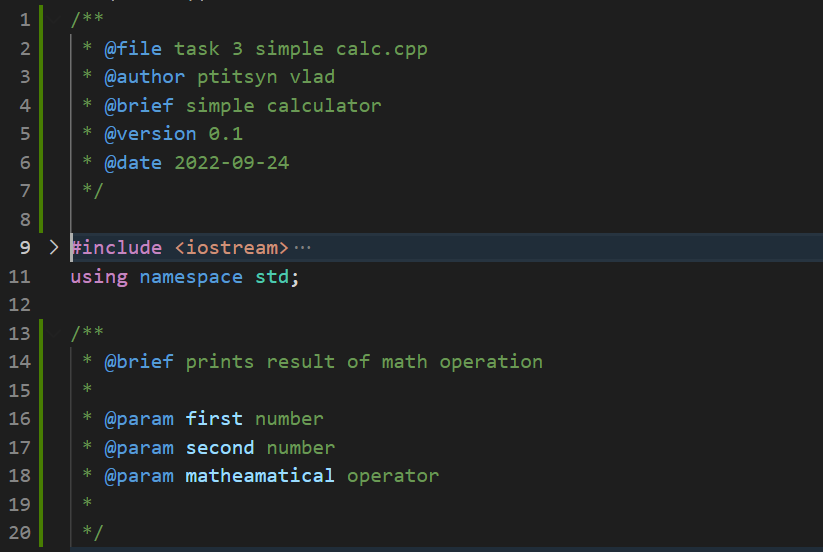 1 /**
2 * @file task 3 simple calc.cpp
3 * @author ptitsyn vlad
4 * @brief simple calculator
5 * @version 0.1
6 * @date 2022-09-24
7 */
8
9 > #include <iostream>···
11 using namespace std;
12
13 /**
14 * @brief prints result of math operation
15 *
16 * @param first number
17 * @param second number
18 * @param matheamatical operator
19 *
20 */